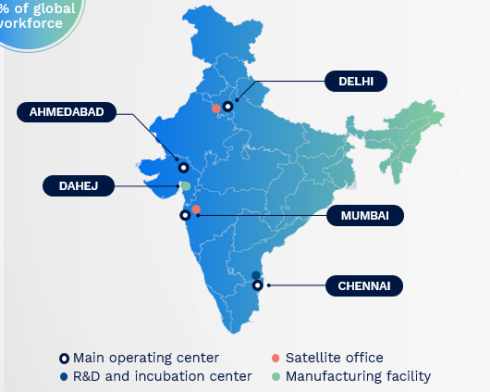 % of global
workforce
DELHI
AHMEDABAD
DAHEJ
MUMBAI
CHENNAI
Main operating center
Satellite office
R&D and incubation center
Manufacturing facility